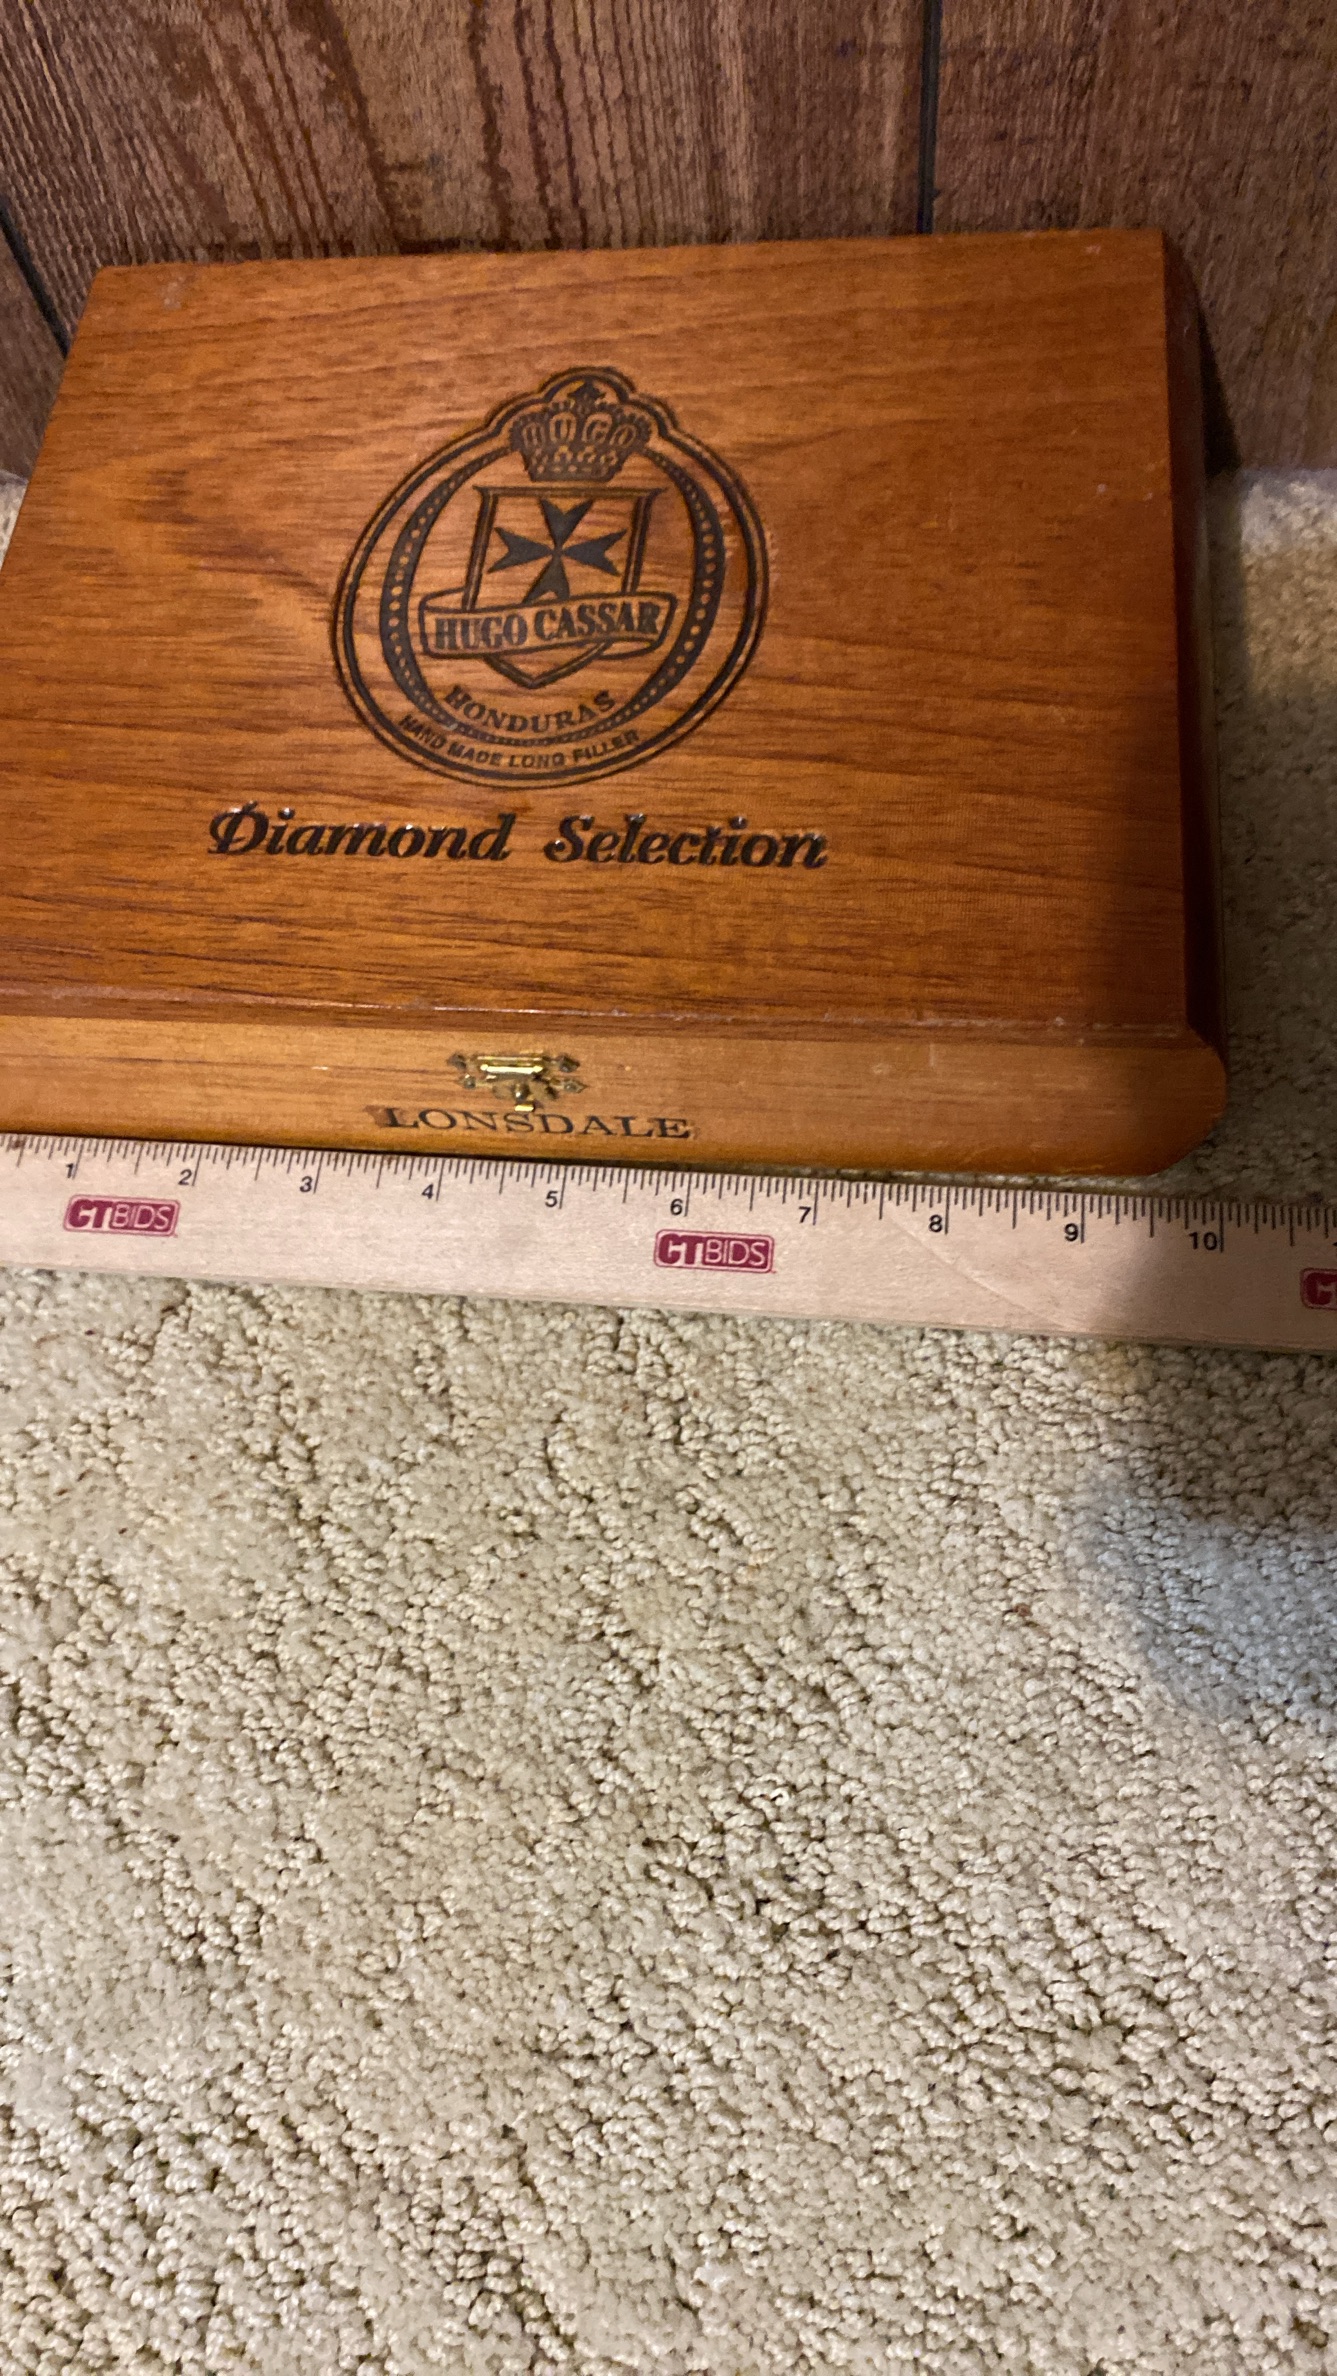 HUGO
HUGO CASSAR
HONDURAS
HAND MADE LONG FILLER
Diamond Selection
LONSDALE
1 2 3 4 5 6 7 8 9 10
CTBIDS CTBIDS